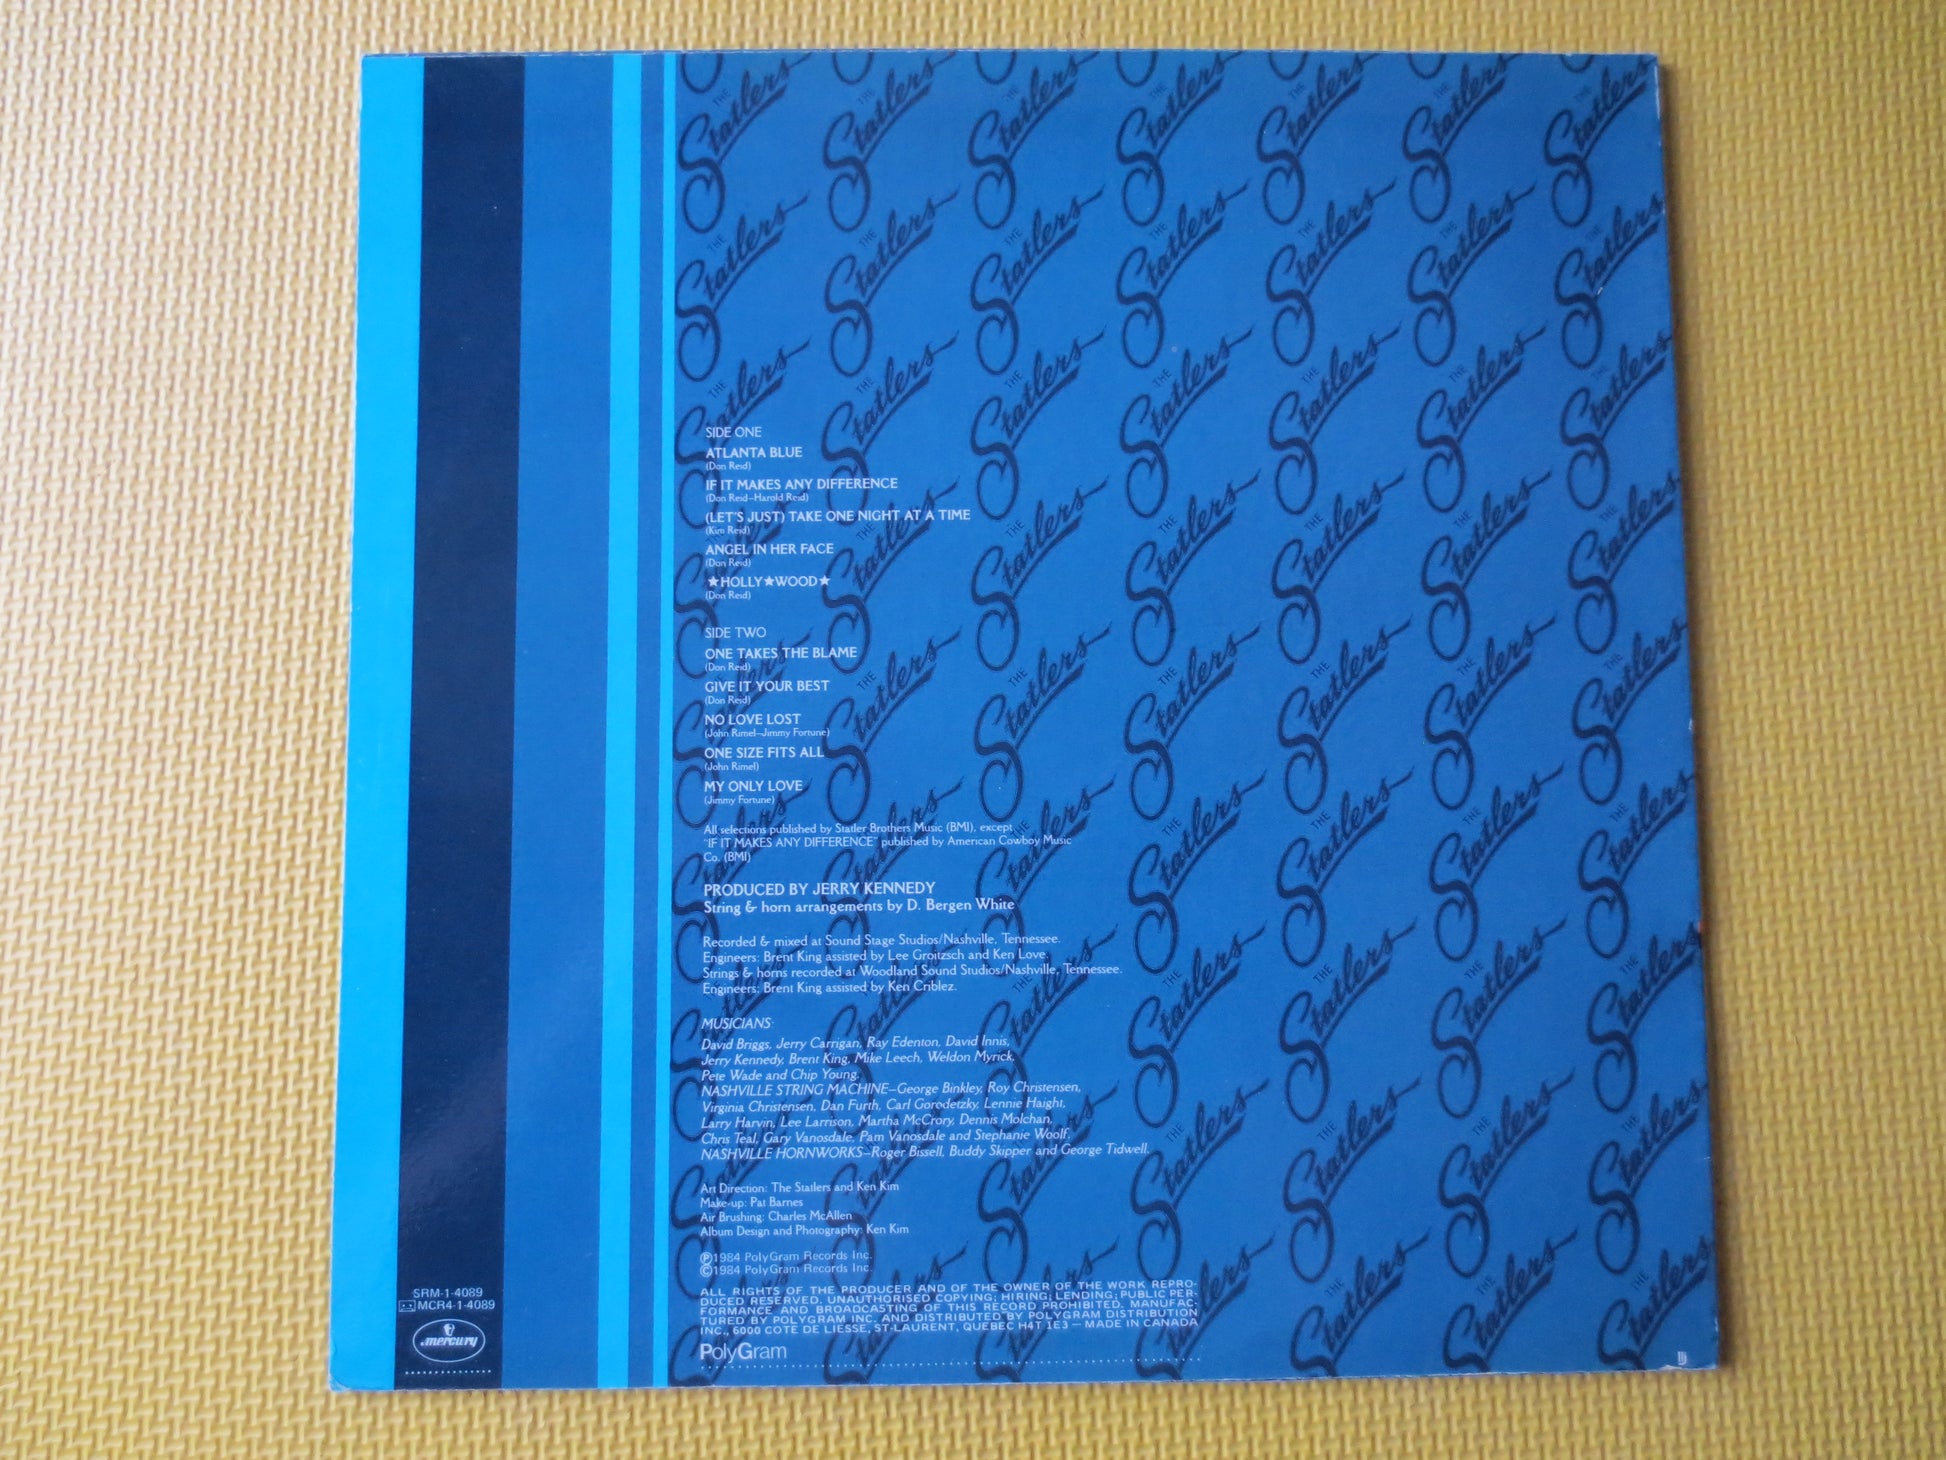 THE Statlers
SIDE ONE
ATLANTA BLUE
(Don Reid)
IF IT MAKES ANY DIFFERENCE
(Don Reid–Harold Reid)
(LET'S JUST) TAKE ONE NIGHT AT A TIME
(Kim Reid)
ANGEL IN HER FACE
(Don Reid)
★HOLLY★WOOD★
(Don Reid)
SIDE TWO
ONE TAKES THE BLAME
(Don Reid)
GIVE IT YOUR BEST
(Don Reid)
NO LOVE LOST
(John Rimel–Jimmy Fortune)
ONE SIZE FITS ALL
(John Rimel)
MY ONLY LOVE
(Jimmy Fortune)
All selections published by Statler Brothers Music (BMI), except
"IF IT MAKES ANY DIFFERENCE" published by American Cowboy Music
Co. (BMI)
PRODUCED BY JERRY KENNEDY
String & horn arrangements by D. Bergen White
Recorded & mixed at Sound Stage Studios/Nashville, Tennessee.
Engineers: Brent King assisted by Lee Groitzsch and Ken Love.
Strings & horns recorded at Woodland Sound Studios/Nashville, Tennessee.
Engineers: Brent King assisted by Ken Criblez.
MUSICIANS:
David Briggs, Jerry Carrigan, Ray Edenton, David Innis,
Jerry Kennedy, Brent King, Mike Leech, Weldon Myrick,
Pete Wade and Chip Young.
NASHVILLE STRING MACHINE–George Binkley, Roy Christensen,
Virginia Christensen, Dan Furth, Carl Gorodetzky, Lennie Haight,
Larry Harvin, Lee Larrison, Martha McCrory, Dennis Molchan,
Chris Teal, Gary Vanosdale, Pam Vanosdale and Stephanie Woolf.
NASHVILLE HORNWORKS–Roger Bissell, Buddy Skipper and George Tidwell.
Art Direction: The Statlers and Ken Kim
Make-up: Pat Barnes
Air Brushing: Charles McAllen
Album Design and Photography: Ken Kim
Ⓟ1984 PolyGram Records Inc.
©1984 PolyGram Records Inc.
ALL RIGHTS OF THE PRODUCER AND OF THE OWNER OF THE WORK REPRO-
DUCED RESERVED. UNAUTHORISED COPYING; HIRING; LENDING; PUBLIC PER-
FORMANCE AND BROADCASTING OF THIS RECORD PROHIBITED. MANUFAC-
TURED BY POLYGRAM INC. AND DISTRIBUTED BY POLYGRAM DISTRIBUTION
INC., 6000 COTE DE LIESSE, ST-LAURENT, QUEBEC H4T 1E3 — MADE IN CANADA
PolyGram
SRM-1-4089
MCR4-1-4089
mercury